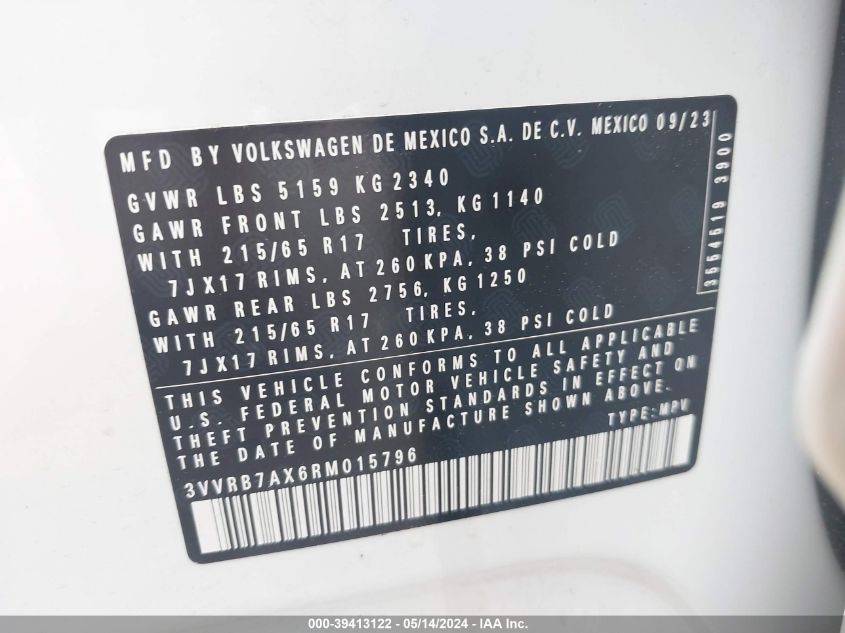 MFD BY VOLKSWAGEN DE MEXICO S.A. DE C.V. MEXICO 09/23
GVWR LBS 5159 KG 2340
GAWR FRONT LBS 2513, KG 1140
WITH 215/65 R17 TIRES,
7JX17 RIMS, AT 260 KPA, 38 PSI COLD
GAWR REAR LBS 2756, KG 1250
WITH 215/65 R17 TIRES,
7JX17 RIMS, AT 260 KPA, 38 PSI COLD
3554519 3900
THIS VEHICLE CONFORMS TO ALL APPLICABLE
U.S. FEDERAL MOTOR VEHICLE SAFETY AND
THEFT PREVENTION STANDARDS IN EFFECT ON
THE DATE OF MANUFACTURE SHOWN ABOVE.
3VVRB7AX6RM015796 TYPE:MPV
000-39413122 - 05/14/2024 - IAA Inc.